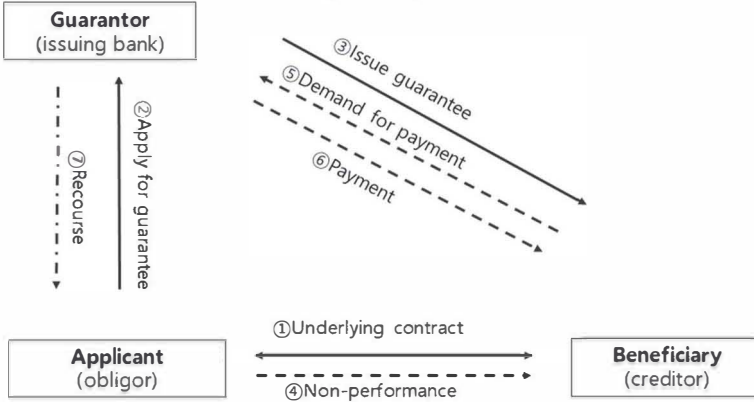 Guarantor
(issuing bank)
③Issue guarantee
⑤Demand for payment
⑥Payment
②Apply for guarantee
⑦Recourse
①Underlying contract
Applicant
(obligor)
Beneficiary
(creditor)
④Non-performance